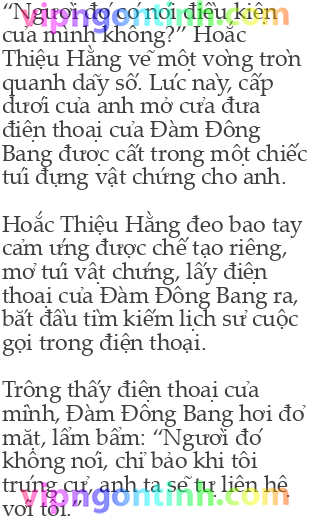 “Người đó có nói điều kiện
của mình không?” Hoắc
Thiệu Hằng vẽ một vòng tròn
quanh dãy số. Lúc này, cấp
dưới của anh mở cửa đưa
điện thoại của Đàm Đông
Bang được cất trong một chiếc
túi đựng vật chứng cho anh.
Hoắc Thiệu Hằng đeo bao tay
cảm ứng được chế tạo riêng,
mở túi vật chứng, lấy điện
thoại của Đàm Đông Bang ra,
bắt đầu tìm kiếm lịch sử cuộc
gọi trong điện thoại.
Trông thấy điện thoại của
mình, Đàm Đông Bang hơi đỏ
mặt, lẩm bẩm: “Người đó
không nói, chỉ bảo khi tôi
trúng cử, anh ta sẽ tự liên hệ
với tôi.”
vipngontinh.com
vipngontinh.com